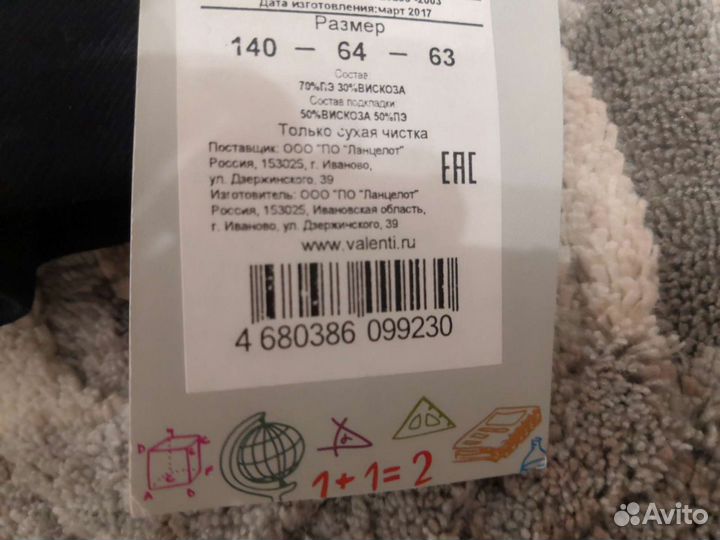 Дата изготовления:март 2017
Размер
140 — 64 — 63
Состав
70%ПЭ 30%ВИСКОЗА
Состав подкладки
50%ВИСКОЗА 50%ПЭ
Только сухая чистка
Поставщик: ООО "ПО "Ланцелот"
Россия, 153025, г. Иваново,
ул. Дзержинского, 39
EAC
Изготовитель: ООО "ПО "Ланцелот"
Россия, 153025, Ивановская область,
г. Иваново, ул. Дзержинского, 39
www.valenti.ru
4 680386 099230
1+1=2
Avito